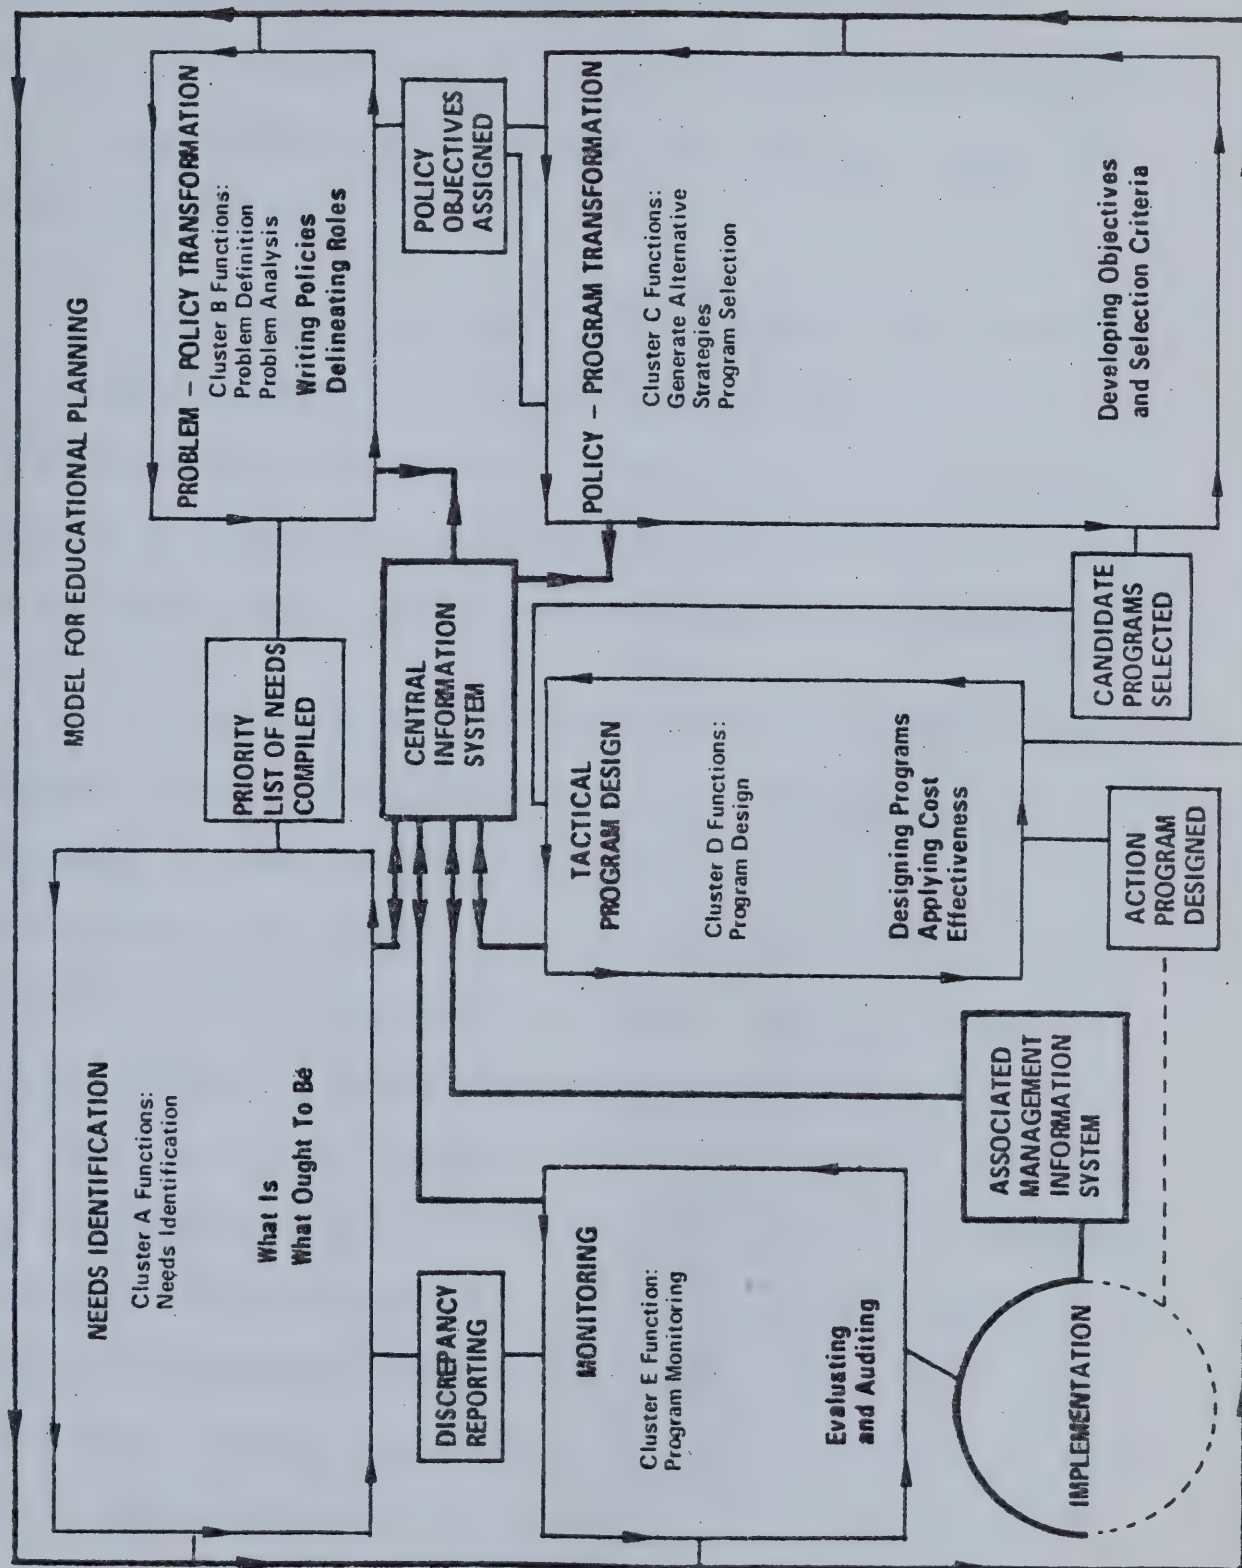 MODEL FOR EDUCATIONAL PLANNING
NEEDS IDENTIFICATION
Cluster A Functions:
Needs Identification
What Is
What Ought To Be
PRIORITY
LIST OF NEEDS
COMPILED
PROBLEM – POLICY TRANSFORMATION
Cluster B Functions:
Problem Definition
Problem Analysis
Writing Policies
Delineating Roles
DISCREPANCY
REPORTING
CENTRAL
INFORMATION
SYSTEM
POLICY
OBJECTIVES
ASSIGNED
MONITORING
Cluster E Function:
Program Monitoring
Evalusting
and Auditing
TACTICAL
PROGRAM DESIGN
Cluster D Functions:
Program Design
Designing Programs
Applying Cost
Effectiveness
POLICY – PROGRAM TRANSFORMATION
Cluster C Functions:
Generate Alternative
Strategies
Program Selection
Developing Objectives
and Selection Criteria
ASSOCIATED
MANAGEMENT
INFORMATION
SYSTEM
IMPLEMENTATION
ACTION
PROGRAM
DESIGNED
CANDIDATE
PROGRAMS
SELECTED